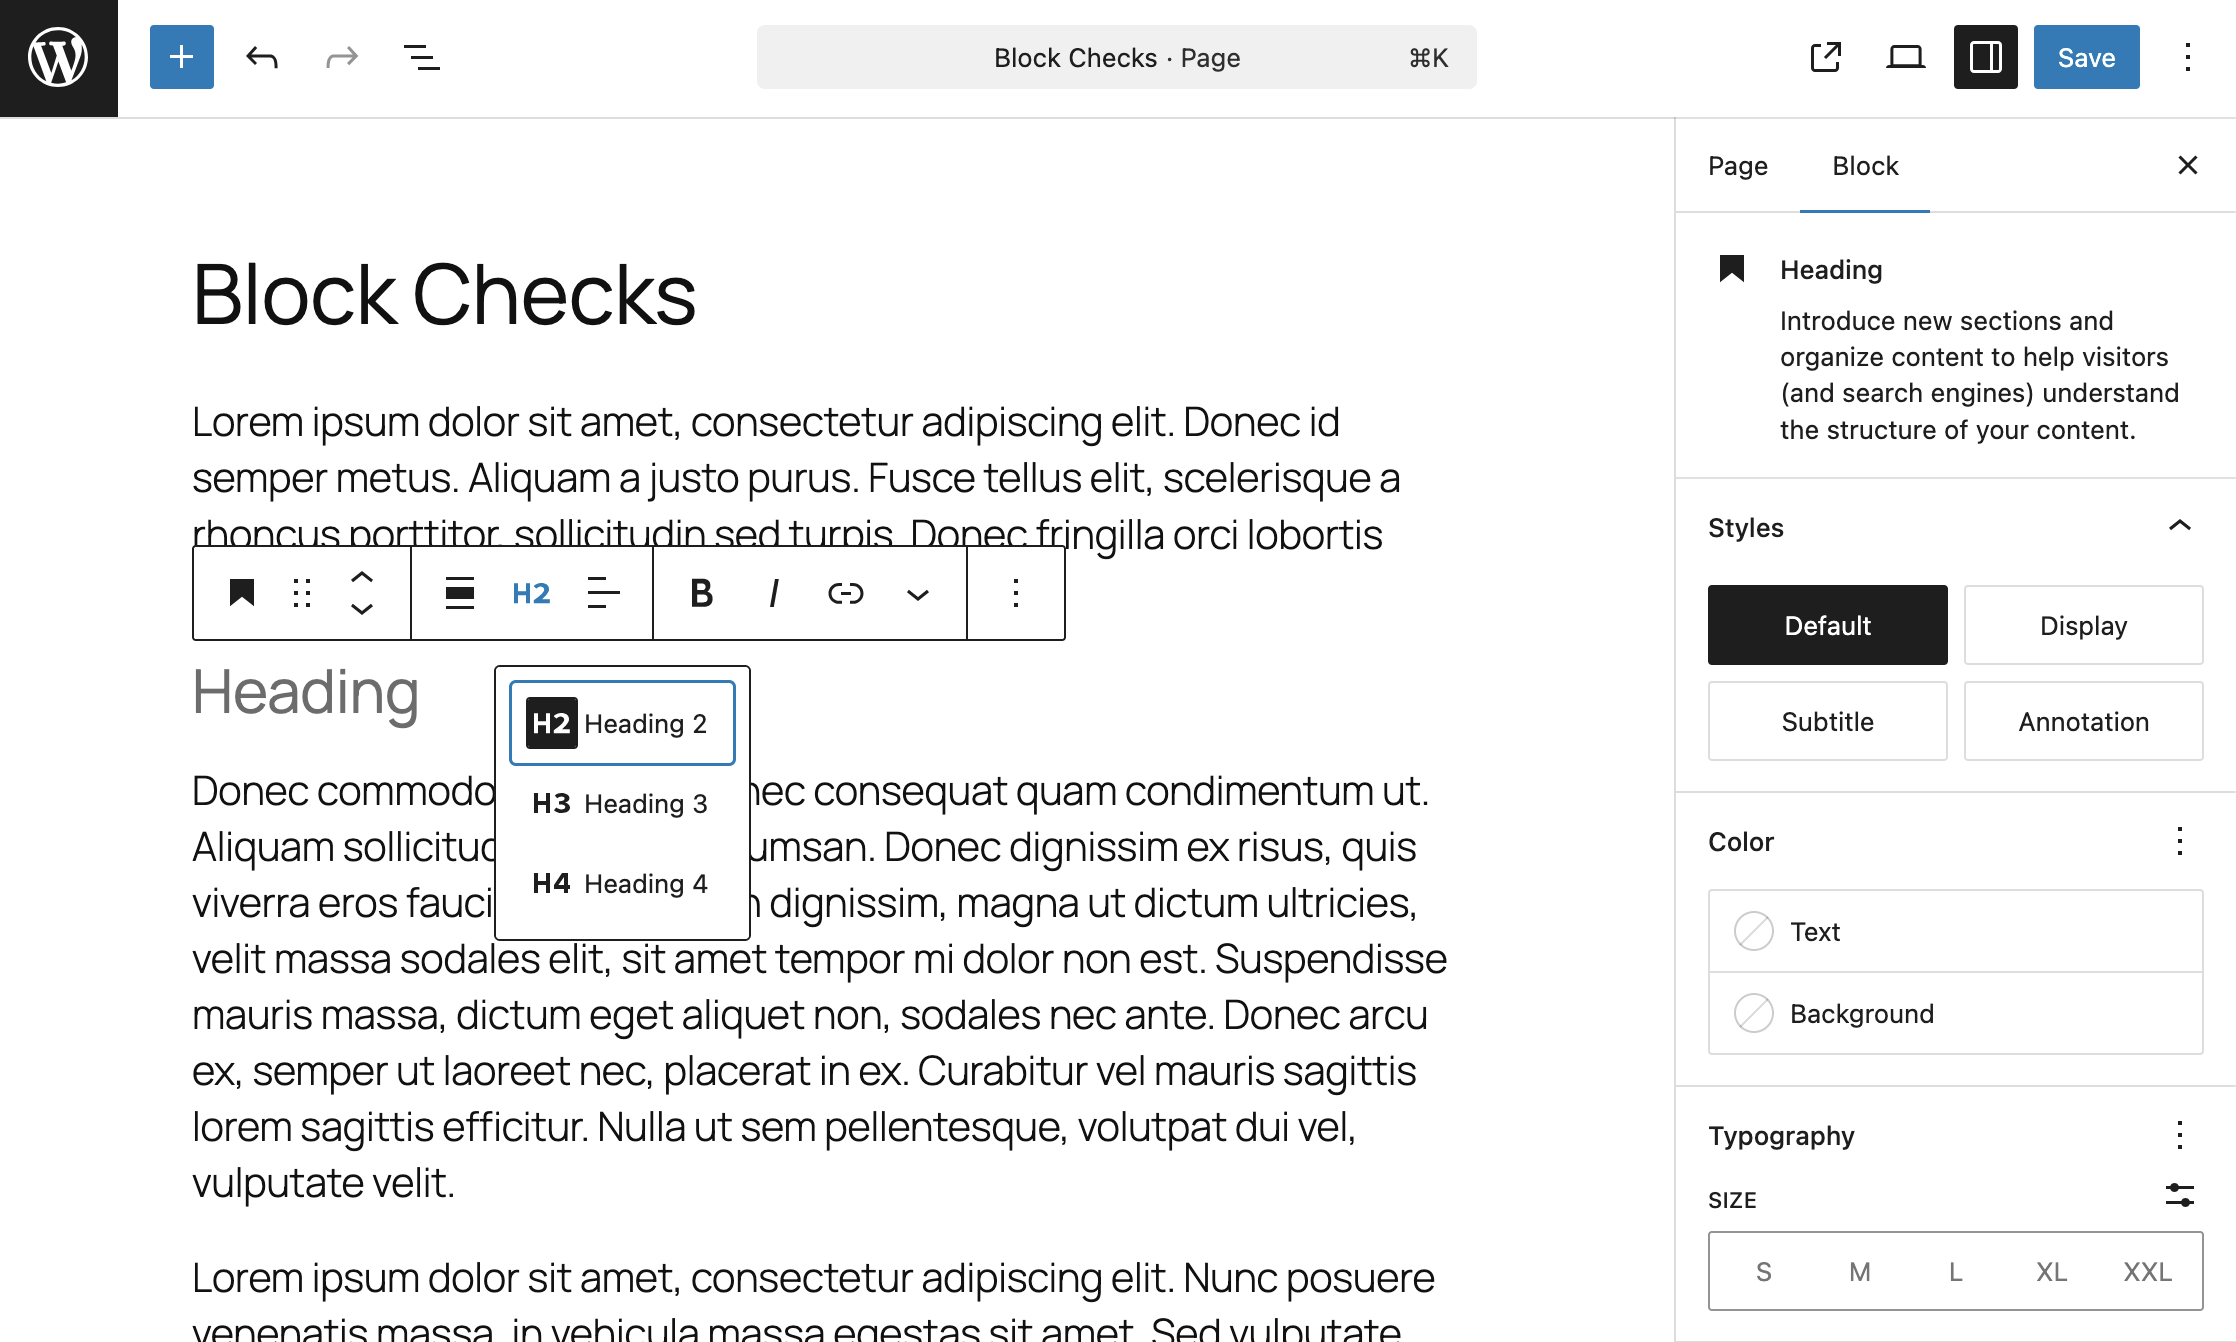 Block Checks · Page ⌘K
Save
Page Block
Block Checks
Lorem ipsum dolor sit amet, consectetur adipiscing elit. Donec id
semper metus. Aliquam a justo purus. Fusce tellus elit, scelerisque a
rhoncus porttitor, sollicitudin sed turpis. Donec fringilla orci lobortis
H2 B I
Heading
H2 Heading 2
H3 Heading 3
H4 Heading 4
Donec commodo nec consequat quam condimentum ut.
Aliquam sollicitud umsan. Donec dignissim ex risus, quis
viverra eros fauci dignissim, magna ut dictum ultricies,
velit massa sodales elit, sit amet tempor mi dolor non est. Suspendisse
mauris massa, dictum eget aliquet non, sodales nec ante. Donec arcu
ex, semper ut laoreet nec, placerat in ex. Curabitur vel mauris sagittis
lorem sagittis efficitur. Nulla ut sem pellentesque, volutpat dui vel,
vulputate velit.
Lorem ipsum dolor sit amet, consectetur adipiscing elit. Nunc posuere
venenatis massa, in vehicula massa egestas sit amet. Sed vulputate
Heading
Introduce new sections and
organize content to help visitors
(and search engines) understand
the structure of your content.
Styles
Default Display
Subtitle Annotation
Color
Text
Background
Typography
SIZE
S M L XL XXL